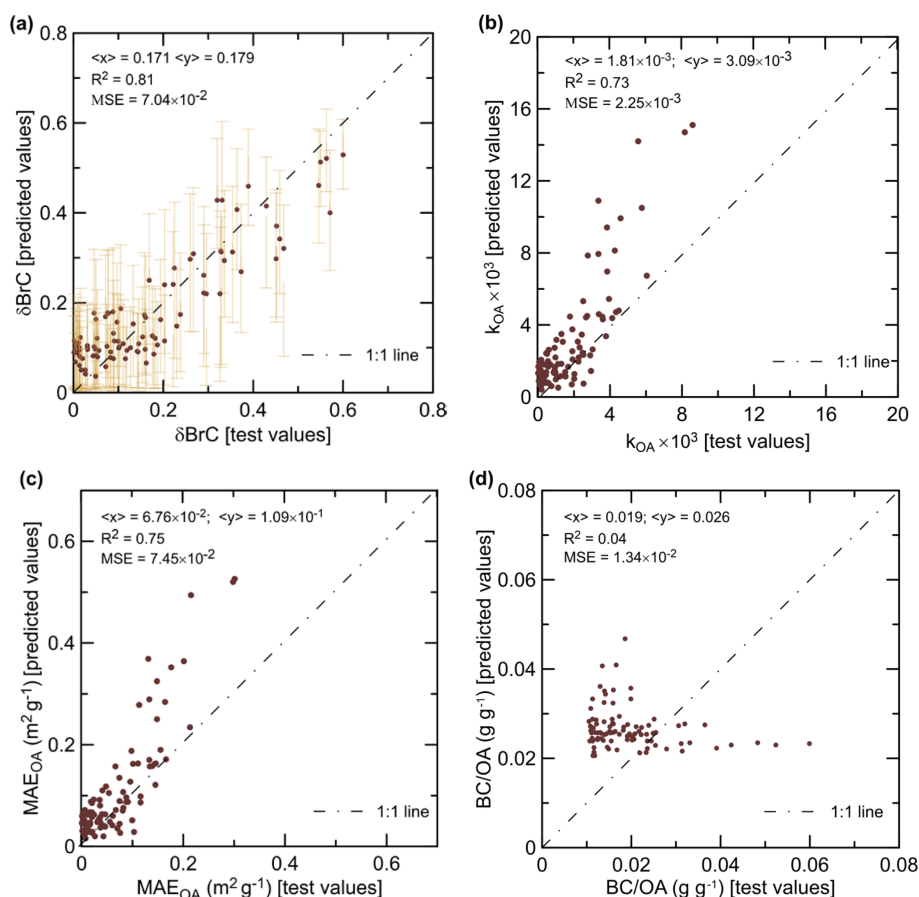 (a)
0.8
0.6
0.4
0.2
0
δBrC [predicted values]
<x> = 0.171 <y> = 0.179
R² = 0.81
MSE = 7.04×10⁻²
1:1 line
0 0.2 0.4 0.6 0.8
δBrC [test values]
(b)
20
16
12
8
4
0
k_OA × 10³ [predicted values]
<x> = 1.81×10⁻³; <y> = 3.09×10⁻³
R² = 0.73
MSE = 2.25×10⁻³
1:1 line
0 4 8 12 16 20
k_OA × 10³ [test values]
(c)
0.6
0.4
0.2
0
MAE_OA (m² g⁻¹) [predicted values]
<x> = 6.76×10⁻²; <y> = 1.09×10⁻¹
R² = 0.75
MSE = 7.45×10⁻²
1:1 line
0 0.2 0.4 0.6
MAE_OA (m² g⁻¹) [test values]
(d)
0.08
0.06
0.04
0.02
0
BC/OA (g g⁻¹) [predicted values]
<x> = 0.019; <y> = 0.026
R² = 0.04
MSE = 1.34×10⁻²
1:1 line
0 0.02 0.04 0.06 0.08
BC/OA (g g⁻¹) [test values]